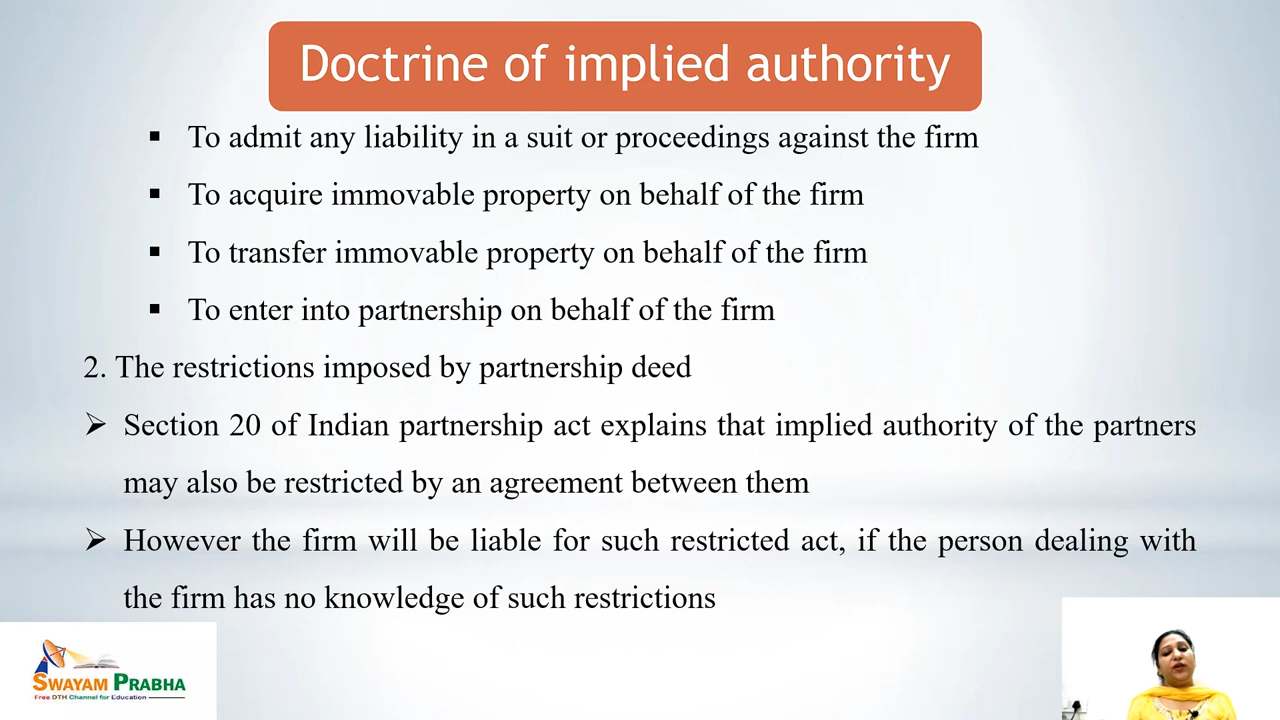 Doctrine of implied authority
▪ To admit any liability in a suit or proceedings against the firm
▪ To acquire immovable property on behalf of the firm
▪ To transfer immovable property on behalf of the firm
▪ To enter into partnership on behalf of the firm
2. The restrictions imposed by partnership deed
➢ Section 20 of Indian partnership act explains that implied authority of the partners
may also be restricted by an agreement between them
➢ However the firm will be liable for such restricted act, if the person dealing with
the firm has no knowledge of such restrictions
SWAYAM PRABHA
Free DTH Channel for Education